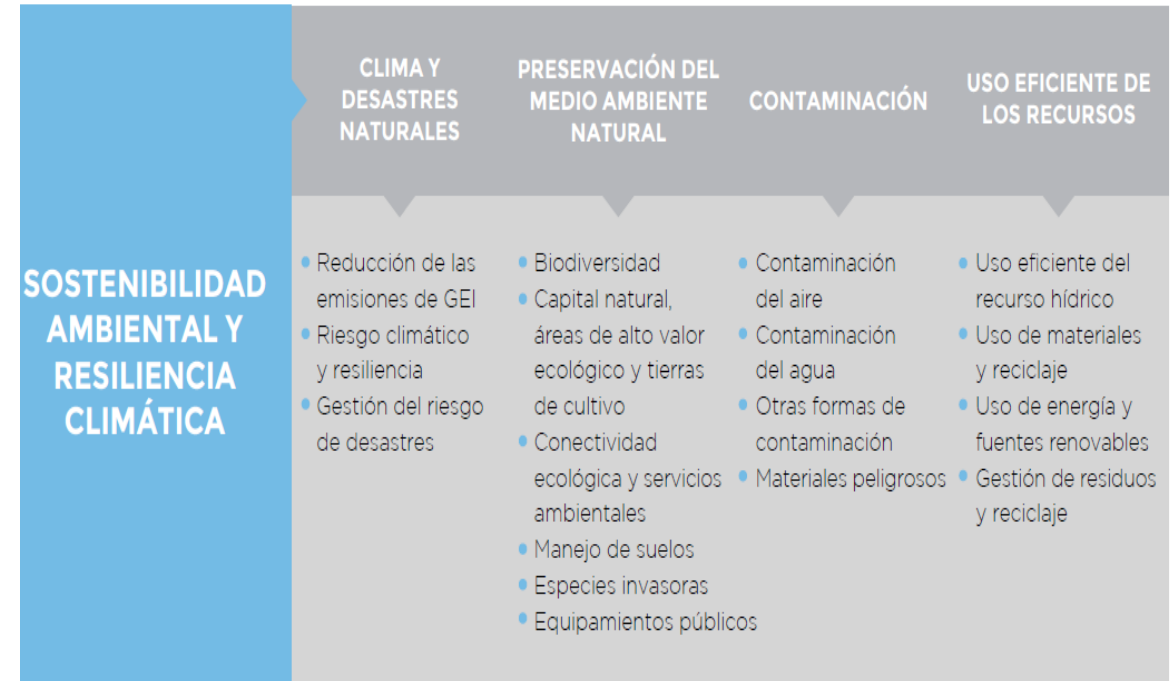 SOSTENIBILIDAD
AMBIENTAL Y
RESILIENCIA
CLIMÁTICA
CLIMA Y
DESASTRES
NATURALES
• Reducción de las
emisiones de GEI
• Riesgo climático
y resiliencia
• Gestión del riesgo
de desastres
PRESERVACIÓN DEL
MEDIO AMBIENTE
NATURAL
• Biodiversidad
• Capital natural,
áreas de alto valor
ecológico y tierras
de cultivo
• Conectividad
ecológica y servicios
ambientales
• Manejo de suelos
• Especies invasoras
• Equipamientos públicos
CONTAMINACIÓN
• Contaminación
del aire
• Contaminación
del agua
• Otras formas de
contaminación
• Materiales peligrosos
USO EFICIENTE DE
LOS RECURSOS
• Uso eficiente del
recurso hídrico
• Uso de materiales
y reciclaje
• Uso de energía y
fuentes renovables
• Gestión de residuos
y reciclaje